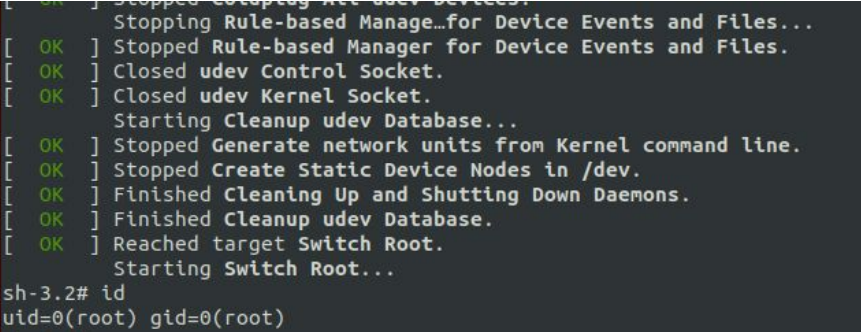 [  OK  ] Stopped Coldplug All udev Devices.
         Stopping Rule-based Manage…for Device Events and Files...
[  OK  ] Stopped Rule-based Manager for Device Events and Files.
[  OK  ] Closed udev Control Socket.
[  OK  ] Closed udev Kernel Socket.
         Starting Cleanup udev Database...
[  OK  ] Stopped Generate network units from Kernel command line.
[  OK  ] Stopped Create Static Device Nodes in /dev.
[  OK  ] Finished Cleaning Up and Shutting Down Daemons.
[  OK  ] Finished Cleanup udev Database.
[  OK  ] Reached target Switch Root.
         Starting Switch Root...
sh-3.2# id
uid=0(root) gid=0(root)